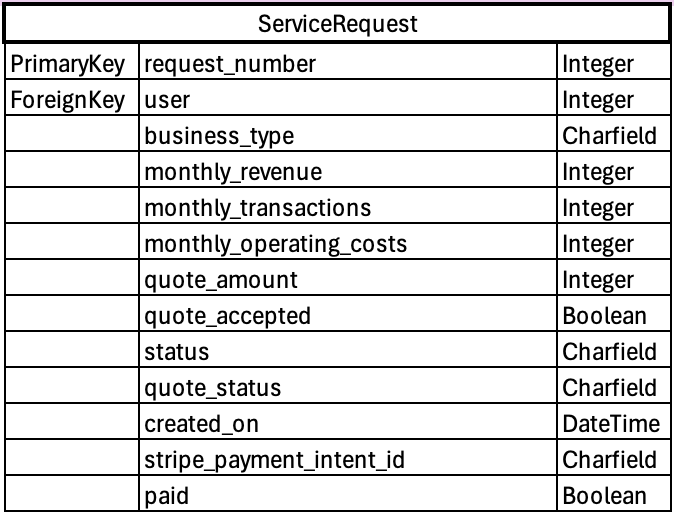 ServiceRequest
PrimaryKey request_number Integer
ForeignKey user Integer
business_type Charfield
monthly_revenue Integer
monthly_transactions Integer
monthly_operating_costs Integer
quote_amount Integer
quote_accepted Boolean
status Charfield
quote_status Charfield
created_on DateTime
stripe_payment_intent_id Charfield
paid Boolean